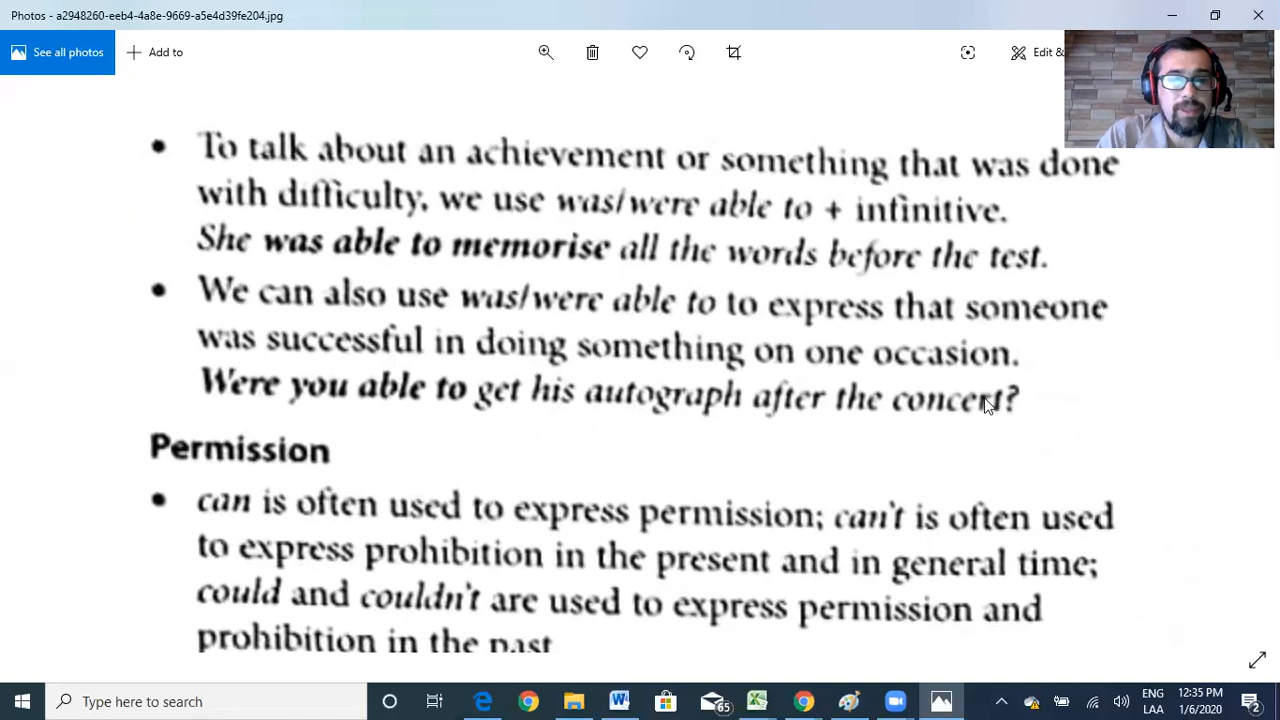 Photos - a2948260-eeb4-4a8e-9669-a5e4d39fe204.jpg
See all photos
Add to
Edit &
• To talk about an achievement or something that was done
with difficulty, we use was/were able to + infinitive.
She was able to memorise all the words before the test.
• We can also use was/were able to to express that someone
was successful in doing something on one occasion.
Were you able to get his autograph after the concert?
Permission
• can is often used to express permission; can't is often used
to express prohibition in the present and in general time;
could and couldn't are used to express permission and
prohibition in the past
Type here to search
65
ENG
LAA
12:35 PM
1/6/2020
2